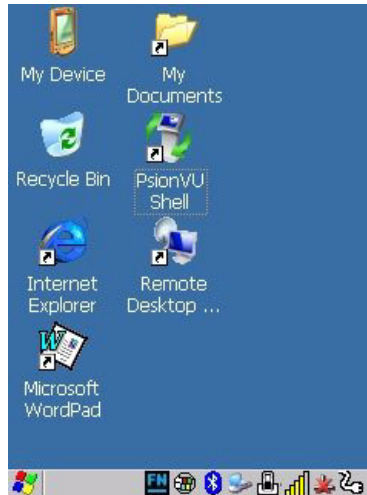 My Device
My
Documents
Recycle Bin
PsionVU
Shell
Internet
Explorer
Remote
Desktop ...
Microsoft
WordPad
FN